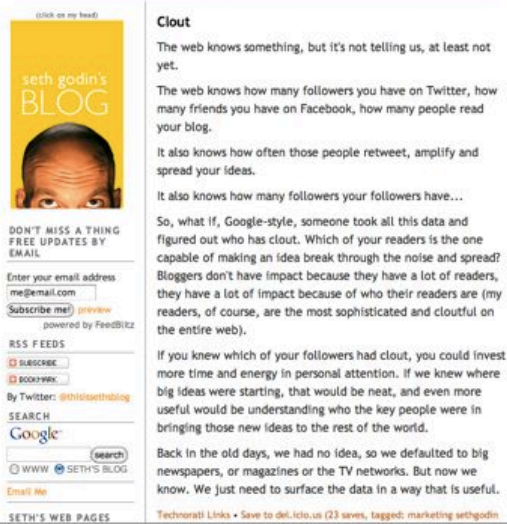 (click on my head)
seth godin's
BLOG
DON'T MISS A THING
FREE UPDATES BY
EMAIL
Enter your email address
me@email.com
Subscribe me! preview
powered by FeedBlitz
RSS FEEDS
SUBSCRIBE
BOOKMARK
By Twitter: @thisissethsblog
SEARCH
Google
search
WWW SETH'S BLOG
Email Me
SETH'S WEB PAGES
Clout
The web knows something, but it's not telling us, at least not
yet.
The web knows how many followers you have on Twitter, how
many friends you have on Facebook, how many people read
your blog.
It also knows how often those people retweet, amplify and
spread your ideas.
It also knows how many followers your followers have...
So, what if, Google-style, someone took all this data and
figured out who has clout. Which of your readers is the one
capable of making an idea break through the noise and spread?
Bloggers don't have impact because they have a lot of readers,
they have a lot of impact because of who their readers are (my
readers, of course, are the most sophisticated and cloutful on
the entire web).
If you knew which of your followers had clout, you could invest
more time and energy in personal attention. If we knew where
big ideas were starting, that would be neat, and even more
useful would be understanding who the key people were in
bringing those new ideas to the rest of the world.
Back in the old days, we had no idea, so we defaulted to big
newspapers, or magazines or the TV networks. But now we
know. We just need to surface the data in a way that is useful.
Technorati Links • Save to del.icio.us (23 saves, tagged: marketing sethgodin